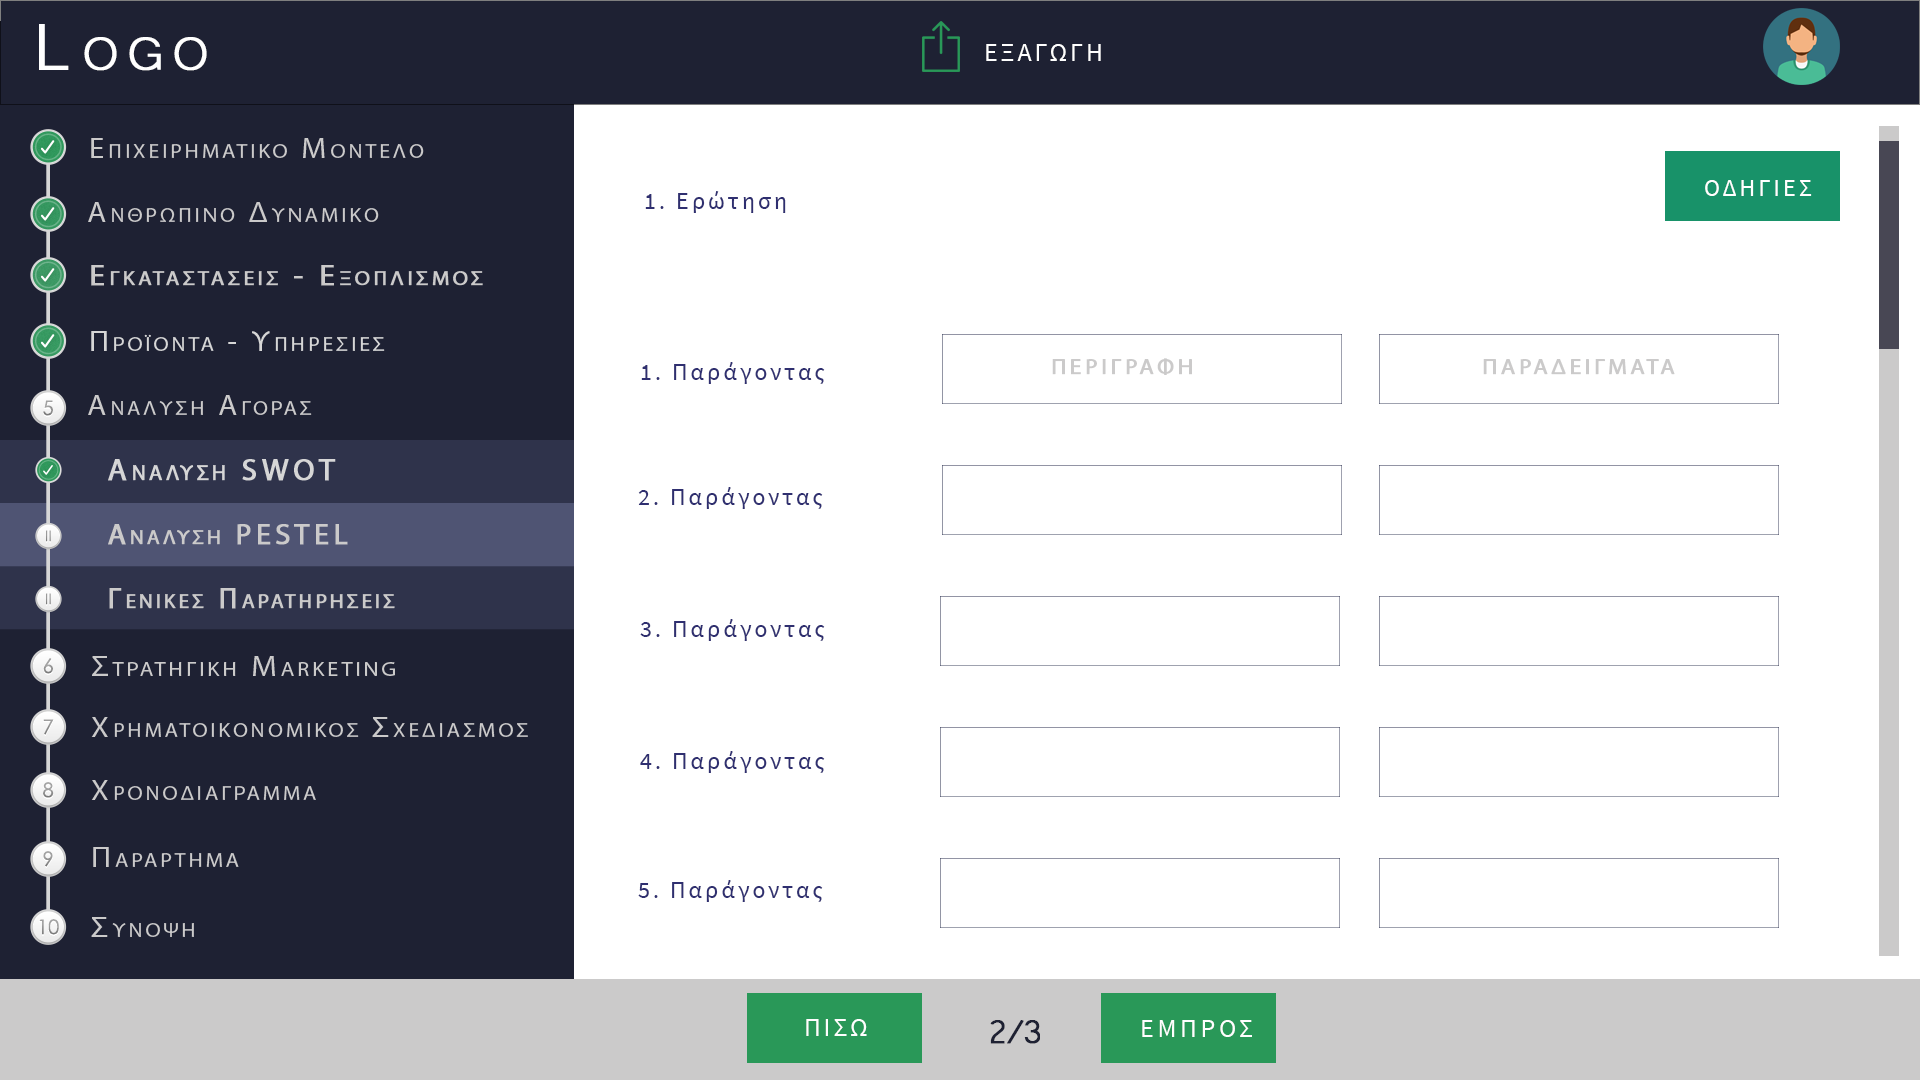 Logo
ΕΞΑΓΩΓΗ
Επιχειρηματικο Μοντελο
Ανθρωπινο Δυναμικο
Εγκαταστασεις - Εξοπλισμος
Προϊοντα - Υπηρεσιες
5 Αναλυση Αγορας
Αναλυση SWOT
II Αναλυση PESTEL
II Γενικες Παρατηρησεις
6 Στρατηγικη Marketing
7 Χρηματοικονομικος Σχεδιασμος
8 Χρονοδιαγραμμα
9 Παραρτημα
10 Συνοψη
1. Ερώτηση
ΟΔΗΓΙΕΣ
1. Παράγοντας ΠΕΡΙΓΡΑΦΗ ΠΑΡΑΔΕΙΓΜΑΤΑ
2. Παράγοντας
3. Παράγοντας
4. Παράγοντας
5. Παράγοντας
ΠΙΣΩ 2/3 ΕΜΠΡΟΣ